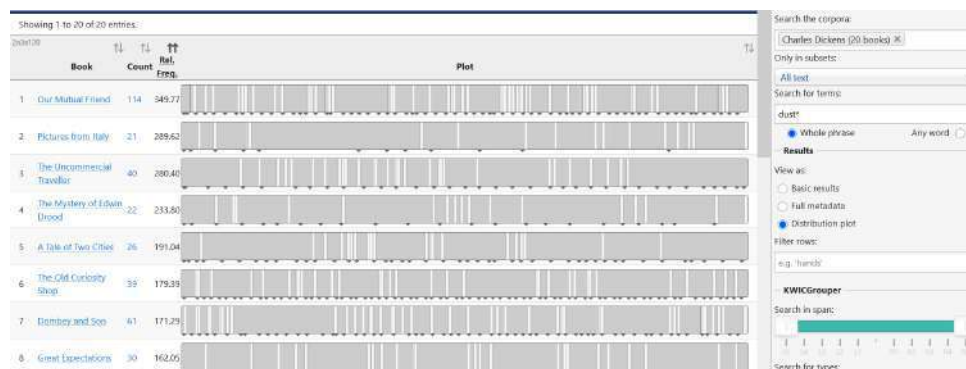 Showing 1 to 20 of 20 entries.
Book Count Rel. Freq. Plot
1 Our Mutual Friend 114 349.77
2 Pictures from Italy 21 289.62
3 The Uncommercial Traveller 40 280.40
4 The Mystery of Edwin Drood 22 233.80
5 A Tale of Two Cities 26 191.04
6 The Old Curiosity Shop 39 179.39
7 Dombey and Son 61 171.29
8 Great Expectations 30 162.05
Search the corpora:
Charles Dickens (20 books) ×
Only in subsets:
All text
Search for terms:
dust*
Whole phrase Any word
Results
View as:
Basic results
Full metadata
Distribution plot
Filter rows:
e.g. 'hands'
KWICGrouper
Search in span:
Search for types: